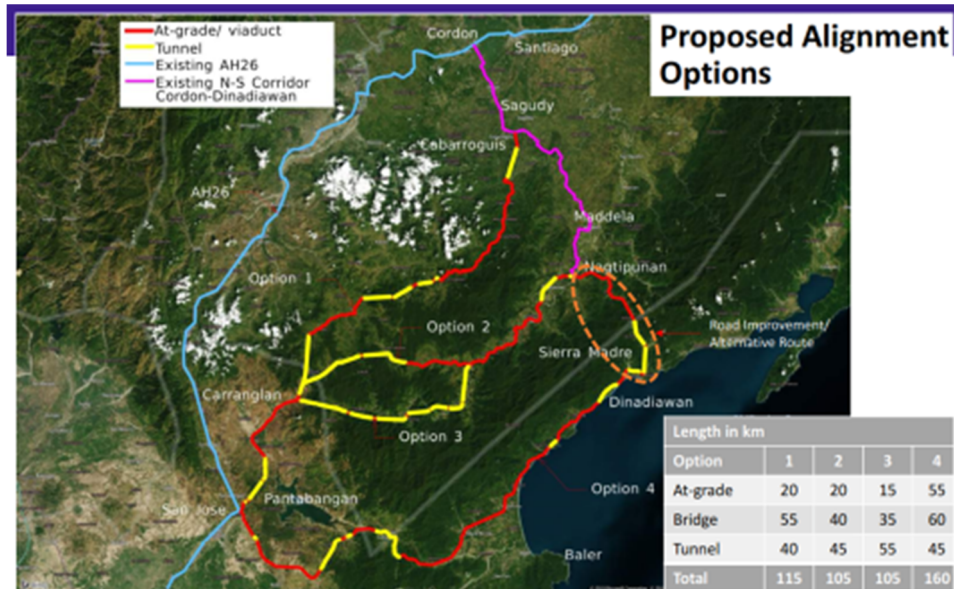 Proposed Alignment
Options
At-grade/ viaduct
Tunnel
Existing AH26
Existing N-S Corridor
Cordon-Dinadiawan
Cordon
Santiago
Sagudy
Cabarroguis
AH26
Maddela
Option 1
Nagtipunan
Option 2
Road Improvement/
Alternative Route
Sierra Madre
Carranglan
Dinadiawan
Option 3
Option 4
Pantabangan
San Jose
Baler
Length in km
Option 1 2 3 4
At-grade 20 20 15 55
Bridge 55 40 35 60
Tunnel 40 45 55 45
Total 115 105 105 160